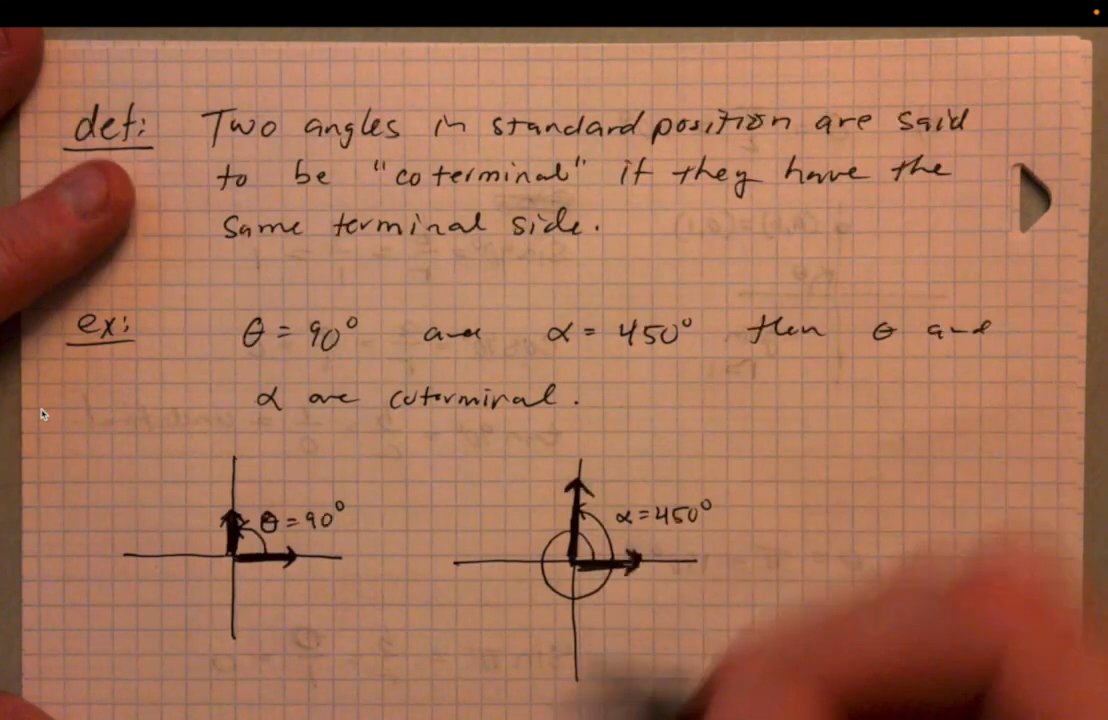 def: Two angles in standard position are said
to be "coterminal" if they have the
same terminal side.
ex: θ = 90° and α = 450° then θ and
α are coterminal.
θ = 90°
α = 450°